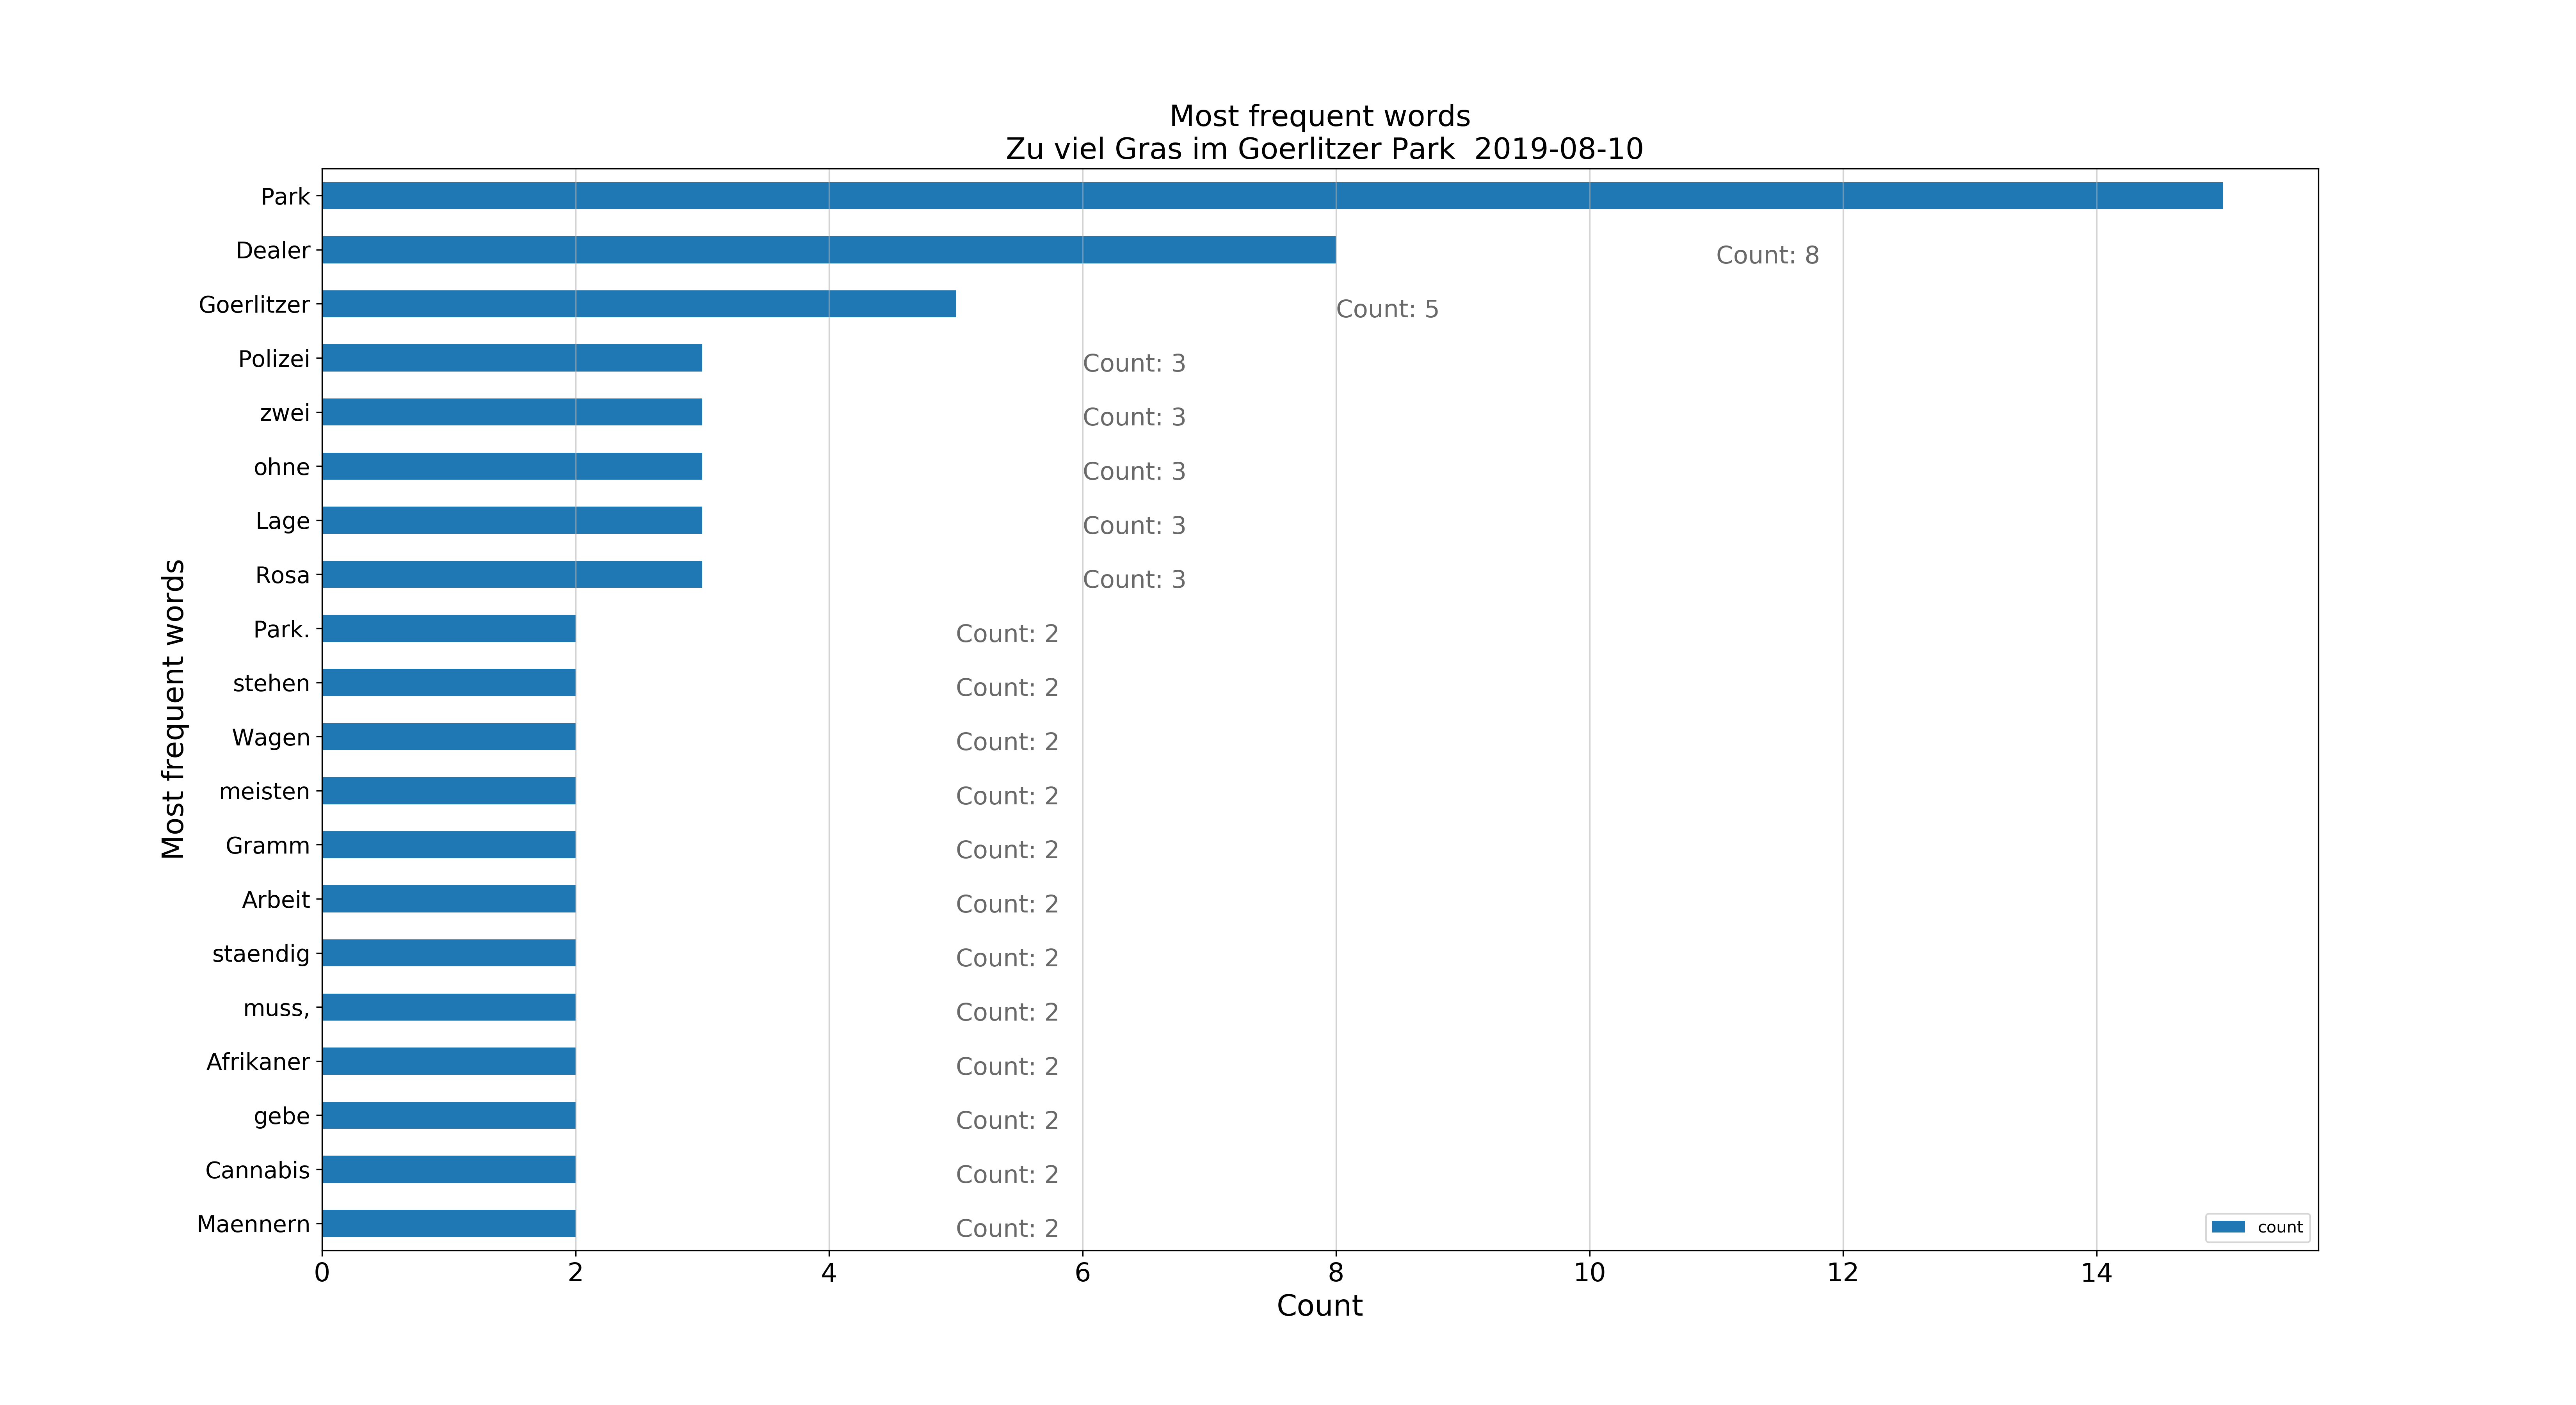 Most frequent words
Zu viel Gras im Goerlitzer Park  2019-08-10
Most frequent words
Park
Dealer Count: 8
Goerlitzer Count: 5
Polizei Count: 3
zwei Count: 3
ohne Count: 3
Lage Count: 3
Rosa Count: 3
Park. Count: 2
stehen Count: 2
Wagen Count: 2
meisten Count: 2
Gramm Count: 2
Arbeit Count: 2
staendig Count: 2
muss, Count: 2
Afrikaner Count: 2
gebe Count: 2
Cannabis Count: 2
Maennern Count: 2
count
0 2 4 6 8 10 12 14
Count